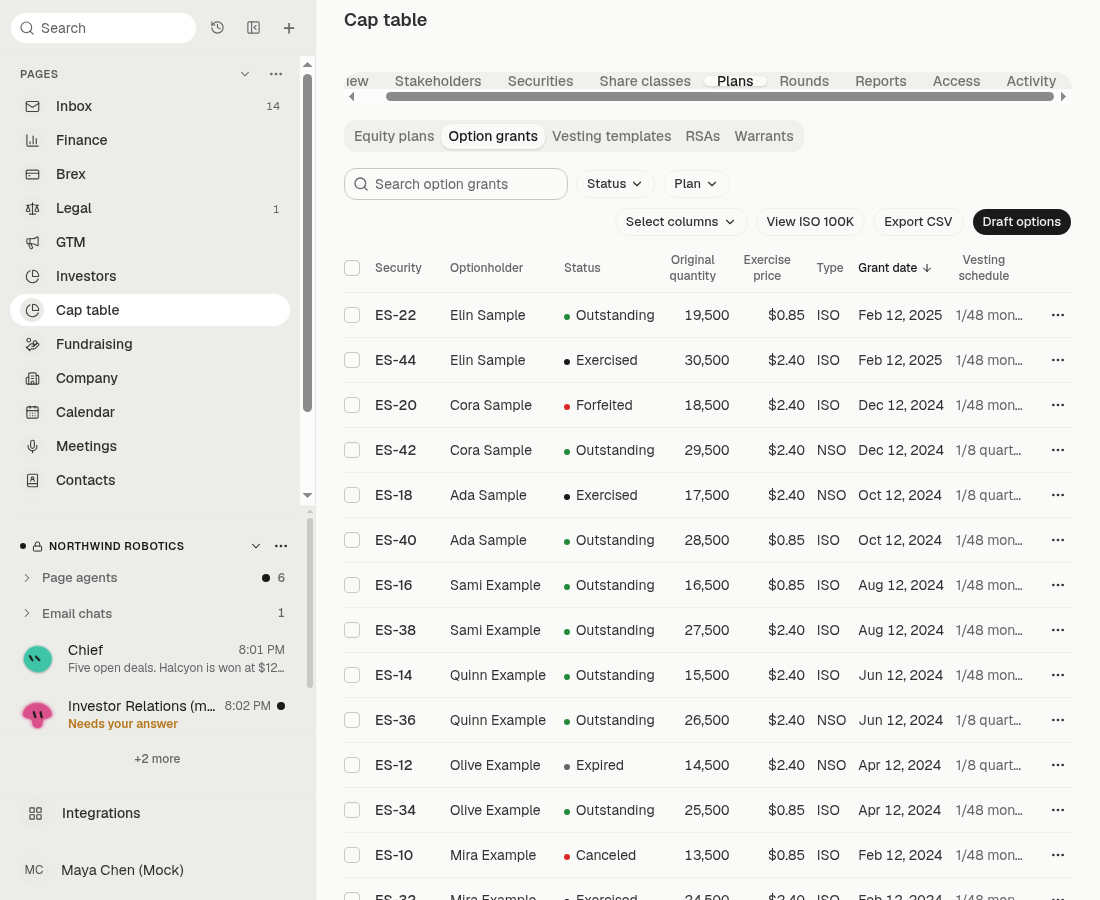 Search
PAGES
Inbox 14
Finance
Brex
Legal 1
GTM
Investors
Cap table
Fundraising
Company
Calendar
Meetings
Contacts
NORTHWIND ROBOTICS
Page agents 6
Email chats 1
Chief 8:01 PM
Five open deals. Halcyon is won at $12…
Investor Relations (m… 8:02 PM
Needs your answer
+2 more
Integrations
MC Maya Chen (Mock)
Cap table
iew Stakeholders Securities Share classes Plans Rounds Reports Access Activity
Equity plans Option grants Vesting templates RSAs Warrants
Search option grants Status Plan
Select columns View ISO 100K Export CSV Draft options
Security Optionholder Status Original quantity Exercise price Type Grant date Vesting schedule
ES-22 Elin Sample Outstanding 19,500 $0.85 ISO Feb 12, 2025 1/48 mon…
ES-44 Elin Sample Exercised 30,500 $2.40 ISO Feb 12, 2025 1/48 mon…
ES-20 Cora Sample Forfeited 18,500 $2.40 ISO Dec 12, 2024 1/48 mon…
ES-42 Cora Sample Outstanding 29,500 $2.40 NSO Dec 12, 2024 1/8 quart…
ES-18 Ada Sample Exercised 17,500 $2.40 NSO Oct 12, 2024 1/8 quart…
ES-40 Ada Sample Outstanding 28,500 $0.85 ISO Oct 12, 2024 1/48 mon…
ES-16 Sami Example Outstanding 16,500 $0.85 ISO Aug 12, 2024 1/48 mon…
ES-38 Sami Example Outstanding 27,500 $2.40 ISO Aug 12, 2024 1/48 mon…
ES-14 Quinn Example Outstanding 15,500 $2.40 ISO Jun 12, 2024 1/48 mon…
ES-36 Quinn Example Outstanding 26,500 $2.40 NSO Jun 12, 2024 1/8 quart…
ES-12 Olive Example Expired 14,500 $2.40 NSO Apr 12, 2024 1/8 quart…
ES-34 Olive Example Outstanding 25,500 $0.85 ISO Apr 12, 2024 1/48 mon…
ES-10 Mira Example Canceled 13,500 $0.85 ISO Feb 12, 2024 1/48 mon…
ES-32 Mira Example Exercised 24,500 $2.40 ISO Feb 12, 2024 1/48 mon…